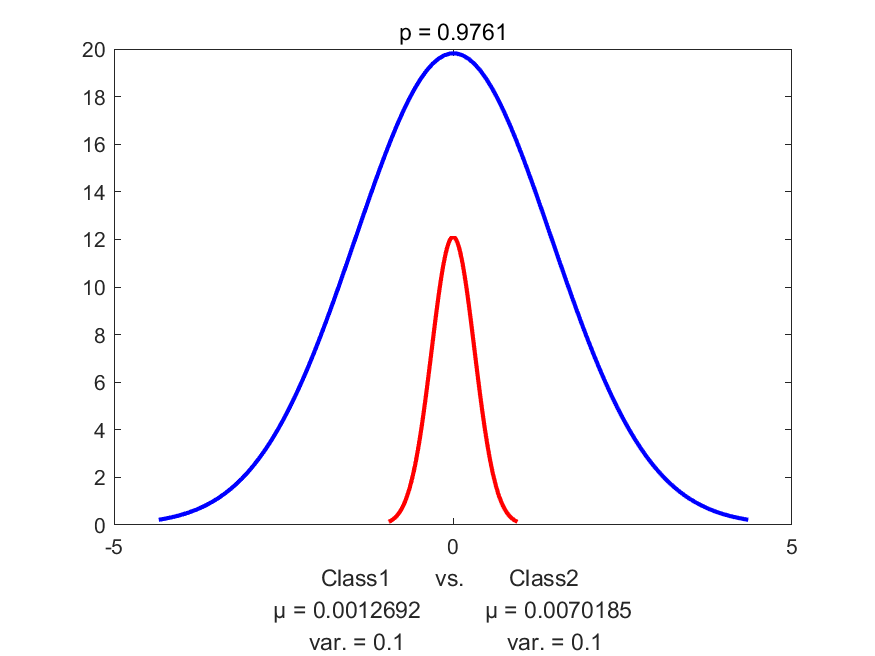 p = 0.9761
20
18
16
14
12
10
8
6
4
2
0
-5 0 5
Class1 vs. Class2
μ = 0.0012692 μ = 0.0070185
var. = 0.1 var. = 0.1